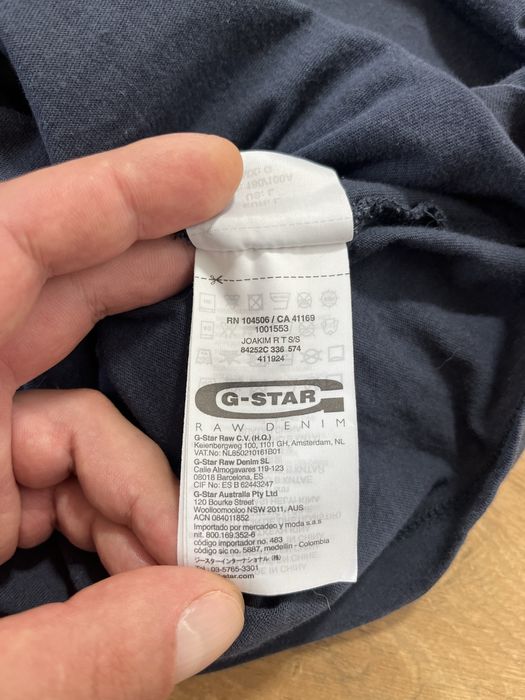 RN 104506 / CA 41169
1001553
JOAKIM R T S/S
84252C 336 574
411924
G-STAR
RAW DENIM
G-Star Raw C.V. (H.Q.)
Keienbergweg 100, 1101 GH, Amsterdam, NL
VAT.No: NL850210161B01
G-Star Raw Denim SL
Calle Almogavares 119-123
08018 Barcelona, ES
CIF No: ES B 62443247
G-Star Australia Pty Ltd
120 Bourke Street
Woolloomooloo NSW 2011, AUS
ACN 084011852
Importado por mercadeo y moda s.a.s
nit. 800.169.352-6
código importador no. 463
código sic no. 5887, medellin - Colombia
ジースターインターナショナル (株)
Tel : 03-5765-3301
-star.com